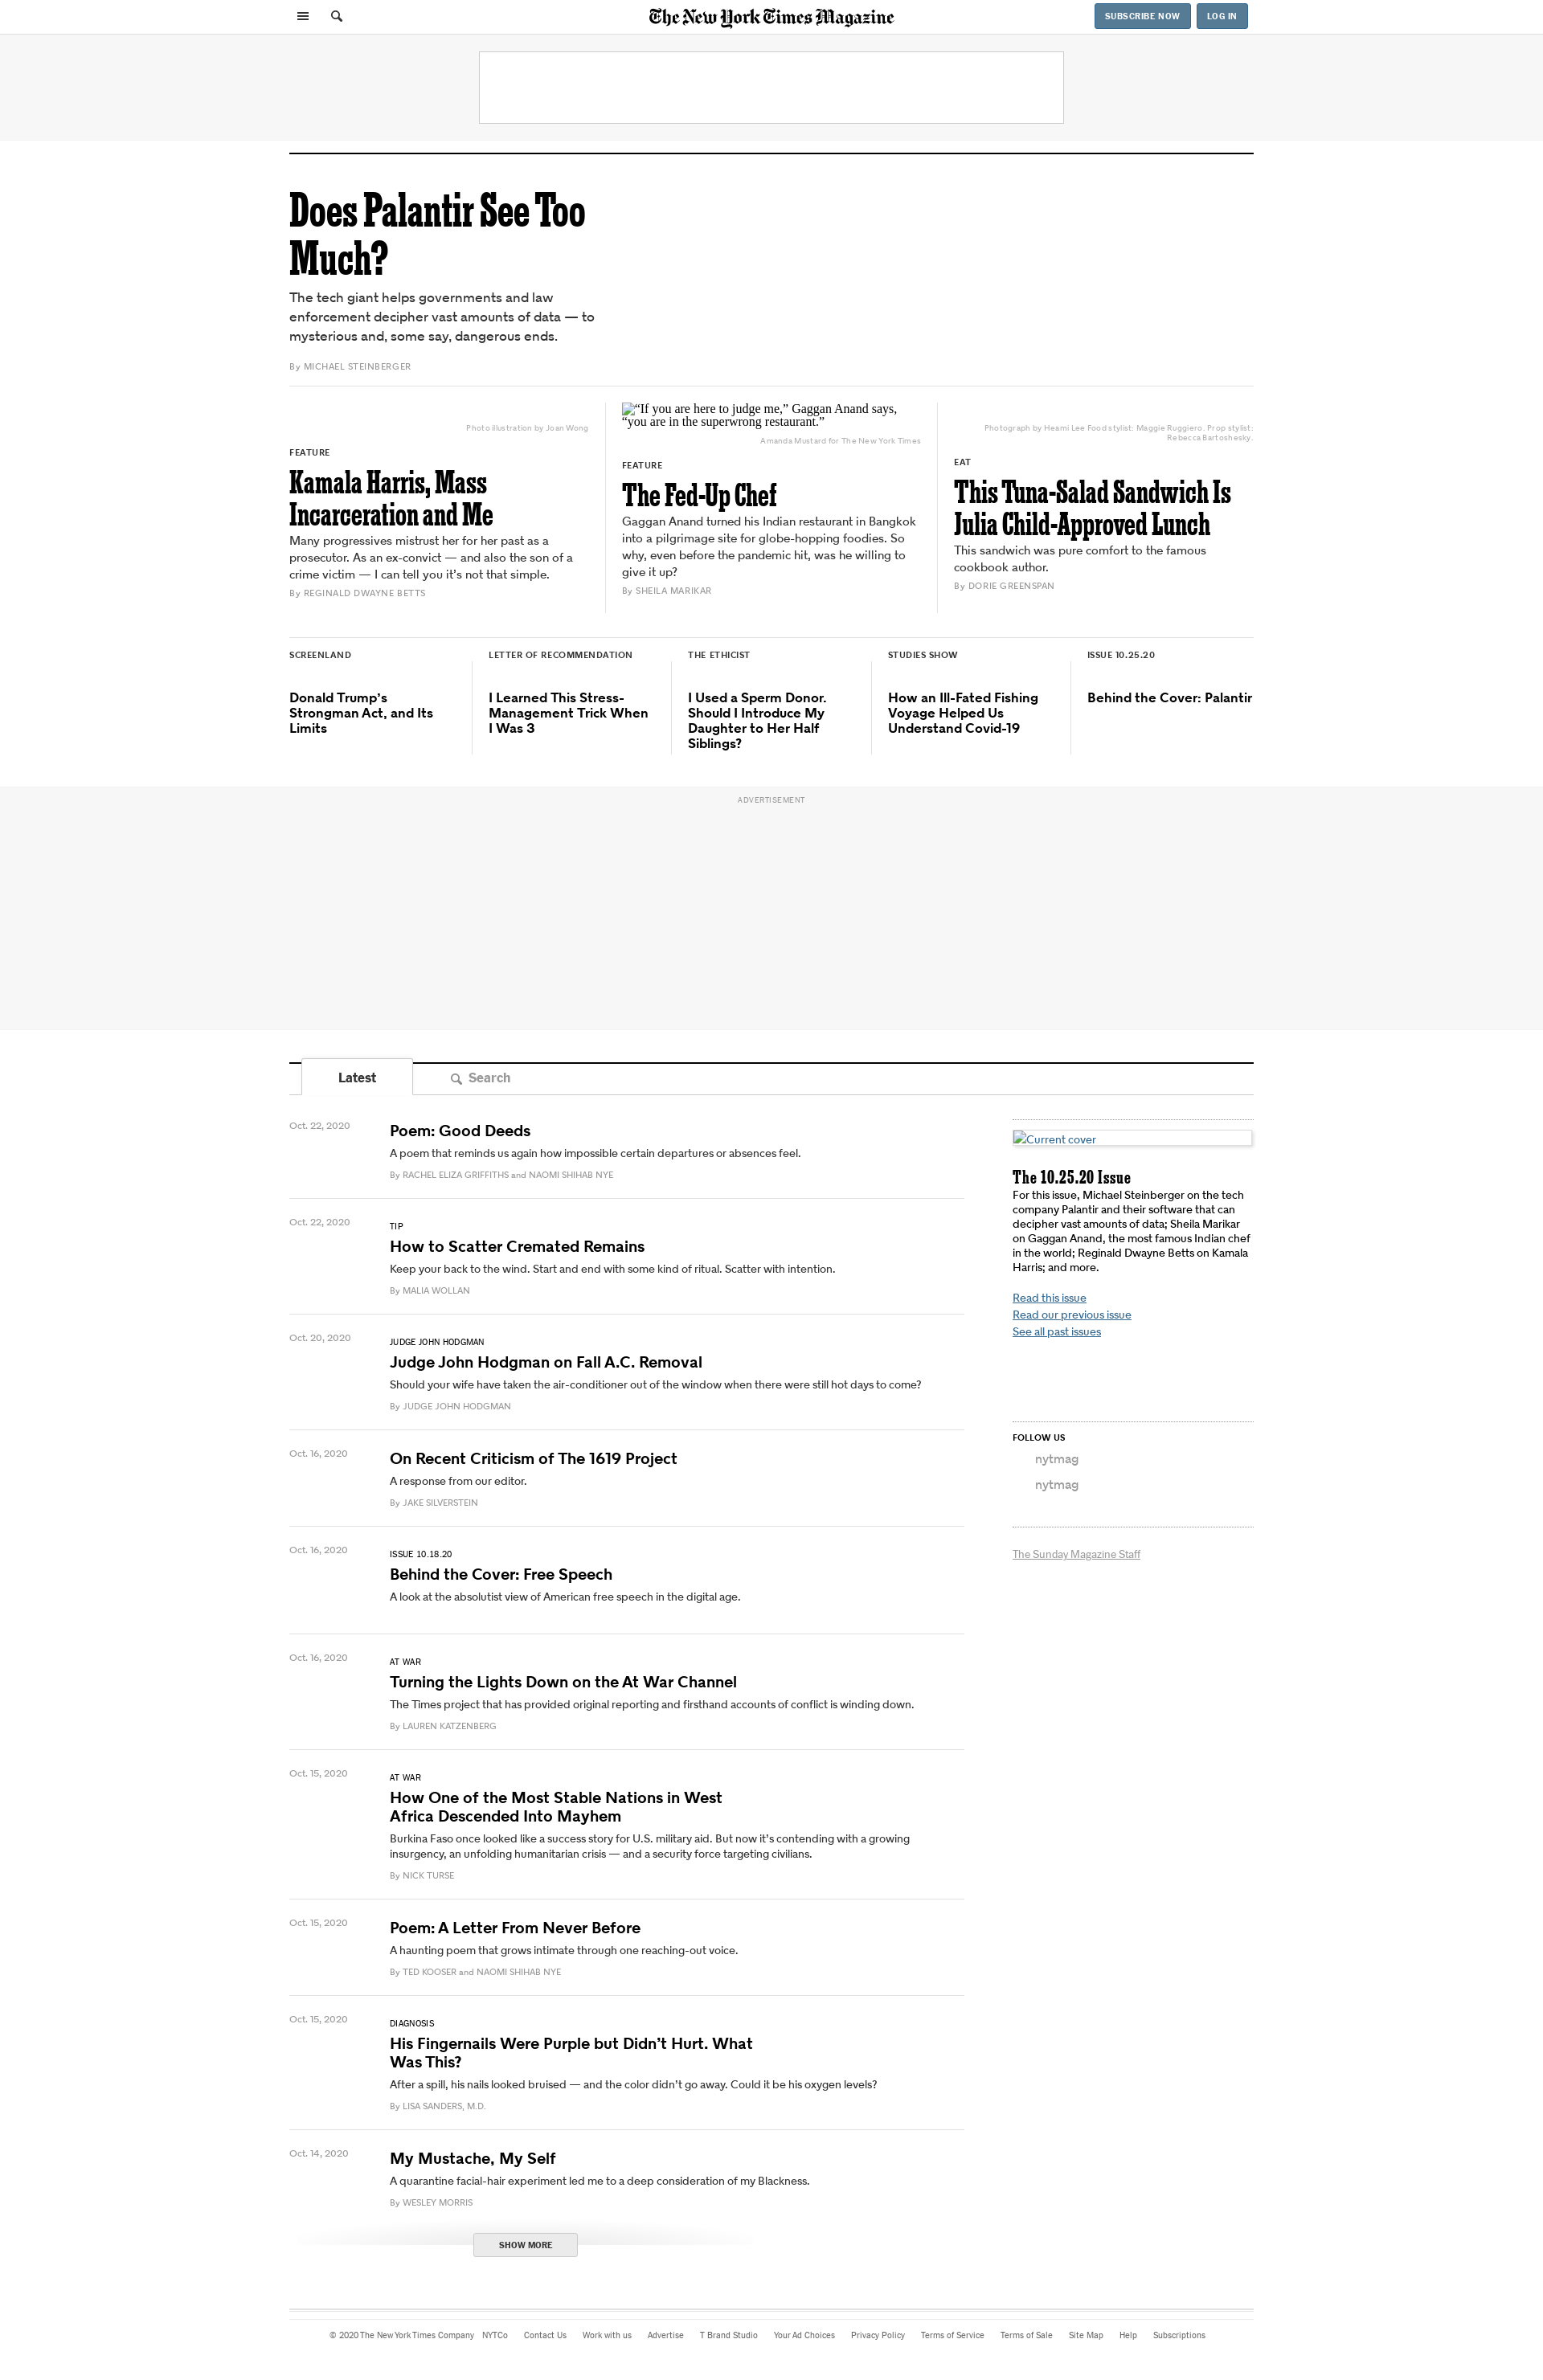 The New York Times Magazine
SUBSCRIBE NOW
LOG IN
Does Palantir See Too
Much?
The tech giant helps governments and law
enforcement decipher vast amounts of data — to
mysterious and, some say, dangerous ends.
By MICHAEL STEINBERGER
Photo illustration by Joan Wong
FEATURE
Kamala Harris, Mass
Incarceration and Me
Many progressives mistrust her for her past as a
prosecutor. As an ex-convict — and also the son of a
crime victim — I can tell you it’s not that simple.
By REGINALD DWAYNE BETTS
“If you are here to judge me,” Gaggan Anand says,
“you are in the superwrong restaurant.”
Amanda Mustard for The New York Times
FEATURE
The Fed-Up Chef
Gaggan Anand turned his Indian restaurant in Bangkok
into a pilgrimage site for globe-hopping foodies. So
why, even before the pandemic hit, was he willing to
give it up?
By SHEILA MARIKAR
Photograph by Heami Lee Food stylist: Maggie Ruggiero. Prop stylist:
Rebecca Bartoshesky.
EAT
This Tuna-Salad Sandwich Is
Julia Child-Approved Lunch
This sandwich was pure comfort to the famous
cookbook author.
By DORIE GREENSPAN
SCREENLAND
Donald Trump’s
Strongman Act, and Its
Limits
LETTER OF RECOMMENDATION
I Learned This Stress-
Management Trick When
I Was 3
THE ETHICIST
I Used a Sperm Donor.
Should I Introduce My
Daughter to Her Half
Siblings?
STUDIES SHOW
How an Ill-Fated Fishing
Voyage Helped Us
Understand Covid-19
ISSUE 10.25.20
Behind the Cover: Palantir
ADVERTISEMENT
Latest
Search
Oct. 22, 2020
Poem: Good Deeds
A poem that reminds us again how impossible certain departures or absences feel.
By RACHEL ELIZA GRIFFITHS and NAOMI SHIHAB NYE
Oct. 22, 2020
TIP
How to Scatter Cremated Remains
Keep your back to the wind. Start and end with some kind of ritual. Scatter with intention.
By MALIA WOLLAN
Oct. 20, 2020
JUDGE JOHN HODGMAN
Judge John Hodgman on Fall A.C. Removal
Should your wife have taken the air-conditioner out of the window when there were still hot days to come?
By JUDGE JOHN HODGMAN
Oct. 16, 2020
On Recent Criticism of The 1619 Project
A response from our editor.
By JAKE SILVERSTEIN
Oct. 16, 2020
ISSUE 10.18.20
Behind the Cover: Free Speech
A look at the absolutist view of American free speech in the digital age.
Oct. 16, 2020
AT WAR
Turning the Lights Down on the At War Channel
The Times project that has provided original reporting and firsthand accounts of conflict is winding down.
By LAUREN KATZENBERG
Oct. 15, 2020
AT WAR
How One of the Most Stable Nations in West
Africa Descended Into Mayhem
Burkina Faso once looked like a success story for U.S. military aid. But now it’s contending with a growing
insurgency, an unfolding humanitarian crisis — and a security force targeting civilians.
By NICK TURSE
Oct. 15, 2020
Poem: A Letter From Never Before
A haunting poem that grows intimate through one reaching-out voice.
By TED KOOSER and NAOMI SHIHAB NYE
Oct. 15, 2020
DIAGNOSIS
His Fingernails Were Purple but Didn’t Hurt. What
Was This?
After a spill, his nails looked bruised — and the color didn’t go away. Could it be his oxygen levels?
By LISA SANDERS, M.D.
Oct. 14, 2020
My Mustache, My Self
A quarantine facial-hair experiment led me to a deep consideration of my Blackness.
By WESLEY MORRIS
SHOW MORE
Current cover
The 10.25.20 Issue
For this issue, Michael Steinberger on the tech
company Palantir and their software that can
decipher vast amounts of data; Sheila Marikar
on Gaggan Anand, the most famous Indian chef
in the world; Reginald Dwayne Betts on Kamala
Harris; and more.
Read this issue
Read our previous issue
See all past issues
FOLLOW US
nytmag
nytmag
The Sunday Magazine Staff
© 2020 The New York Times Company NYTCo Contact Us Work with us Advertise T Brand Studio Your Ad Choices Privacy Policy Terms of Service Terms of Sale Site Map Help Subscriptions